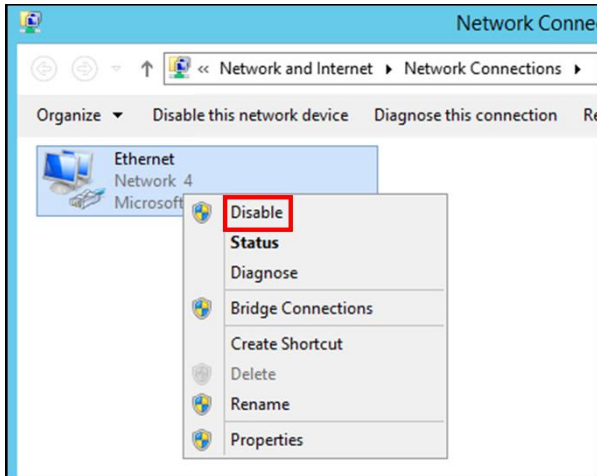 Network Conne
« Network and Internet ▸ Network Connections ▸
Organize ▾ Disable this network device Diagnose this connection Re
Ethernet
Network 4
Microsoft
Disable
Status
Diagnose
Bridge Connections
Create Shortcut
Delete
Rename
Properties